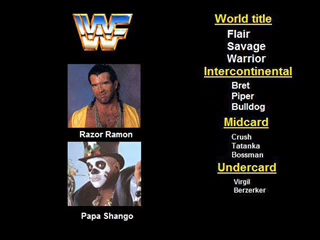 WF
World title
Flair
Savage
Warrior
Intercontinental
Bret
Piper
Bulldog
Midcard
Crush
Tatanka
Bossman
Undercard
Virgil
Berzerker
Razor Ramon
Papa Shango